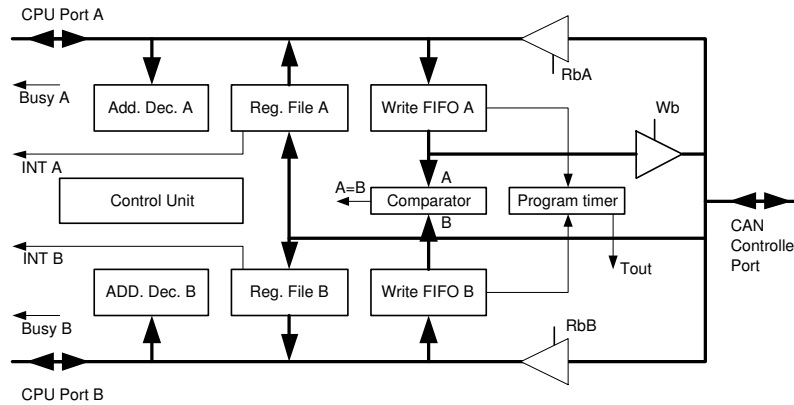 CPU Port A
RbA
Busy A
Add. Dec. A
Reg. File A
Write FIFO A
Wb
INT A
A
A=B
Control Unit
Comparator
Program timer
B
CAN
Controlle
Port
INT B
Tout
ADD. Dec. B
Reg. File B
Write FIFO B
Busy B
RbB
CPU Port B